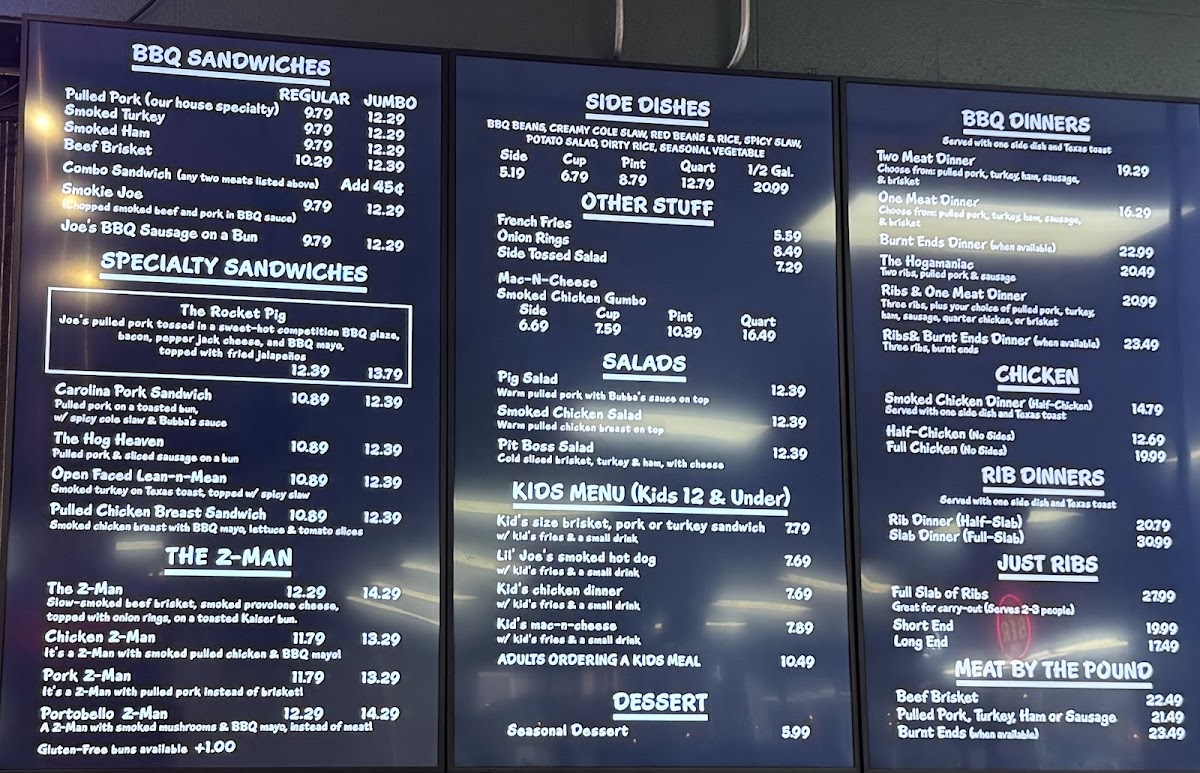 BBQ SANDWICHES
REGULAR JUMBO
Pulled Pork (our house specialty) 9.79 12.29
Smoked Turkey 9.79 12.29
Smoked Ham 9.79 12.29
Beef Brisket 10.29 12.39
Combo Sandwich (any two meats listed above) Add 45¢
Smokie Joe 9.79 12.29
(Chopped smoked beef and pork in BBQ sauce)
Joe's BBQ Sausage on a Bun 9.79 12.29
SPECIALTY SANDWICHES
The Rocket Pig
Joe's pulled pork tossed in a sweet-hot competition BBQ glaze,
bacon, pepper jack cheese, and BBQ mayo,
topped with fried jalapeños
12.39 13.79
Carolina Pork Sandwich 10.89 12.39
Pulled pork on a toasted bun,
w/ spicy cole slaw & Bubba's sauce
The Hog Heaven 10.89 12.39
Pulled pork & sliced sausage on a bun
Open Faced Lean-n-Mean 10.89 12.39
Smoked turkey on Texas toast, topped w/ spicy slaw
Pulled Chicken Breast Sandwich 10.89 12.39
Smoked chicken breast with BBQ mayo, lettuce & tomato slices
THE Z-MAN
The Z-Man 12.29 14.29
Slow-smoked beef brisket, smoked provolone cheese,
topped with onion rings, on a toasted Kaiser bun.
Chicken Z-Man 11.79 13.29
It's a Z-Man with smoked pulled chicken & BBQ mayo!
Pork Z-Man 11.79 13.29
It's a Z-Man with pulled pork instead of brisket!
Portobello Z-Man 12.29 14.29
A Z-Man with smoked mushrooms & BBQ mayo, instead of meat!
Gluten-Free buns available +1.00
SIDE DISHES
BBQ BEANS, CREAMY COLE SLAW, RED BEANS & RICE, SPICY SLAW,
POTATO SALAD, DIRTY RICE, SEASONAL VEGETABLE
Side Cup Pint Quart 1/2 Gal.
5.19 6.79 8.79 12.79 20.99
OTHER STUFF
French Fries 5.59
Onion Rings 8.49
Side Tossed Salad 7.29
Mac-N-Cheese
Smoked Chicken Gumbo
Side Cup Pint Quart
6.69 7.59 10.39 16.49
SALADS
Pig Salad 12.39
Warm pulled pork with Bubba's sauce on top
Smoked Chicken Salad 12.39
Warm pulled chicken breast on top
Pit Boss Salad 12.39
Cold sliced brisket, turkey & ham, with cheese
KIDS MENU (Kids 12 & Under)
Kid's size brisket, pork or turkey sandwich 7.79
w/ kid's fries & a small drink
Lil' Joe's smoked hot dog 7.69
w/ kid's fries & a small drink
Kid's chicken dinner 7.69
w/ kid's fries & a small drink
Kid's mac-n-cheese 7.89
w/ kid's fries & a small drink
ADULTS ORDERING A KIDS MEAL 10.49
DESSERT
Seasonal Dessert 5.99
BBQ DINNERS
Served with one side dish and Texas toast
Two Meat Dinner 19.29
Choose from: pulled pork, turkey, ham, sausage,
& brisket
One Meat Dinner 16.29
Choose from: pulled pork, turkey, ham, sausage,
& brisket
Burnt Ends Dinner (when available) 22.99
The Hogamaniac 20.49
Two ribs, pulled pork & sausage
Ribs & One Meat Dinner 20.99
Three ribs, plus your choice of pulled pork, turkey,
ham, sausage, quarter chicken, or brisket
Ribs& Burnt Ends Dinner (when available) 23.49
Three ribs, burnt ends
CHICKEN
Smoked Chicken Dinner (Half-Chicken) 14.79
Served with one side dish and Texas toast
Half-Chicken (No Sides) 12.69
Full Chicken (No Sides) 19.99
RIB DINNERS
Served with one side dish and Texas toast
Rib Dinner (Half-Slab) 20.79
Slab Dinner (Full-Slab) 30.99
JUST RIBS
Full Slab of Ribs 27.99
Great for carry-out (Serves 2-3 people)
Short End 19.99
Long End 17.49
MEAT BY THE POUND
Beef Brisket 22.49
Pulled Pork, Turkey, Ham or Sausage 21.49
Burnt Ends (when available) 23.49